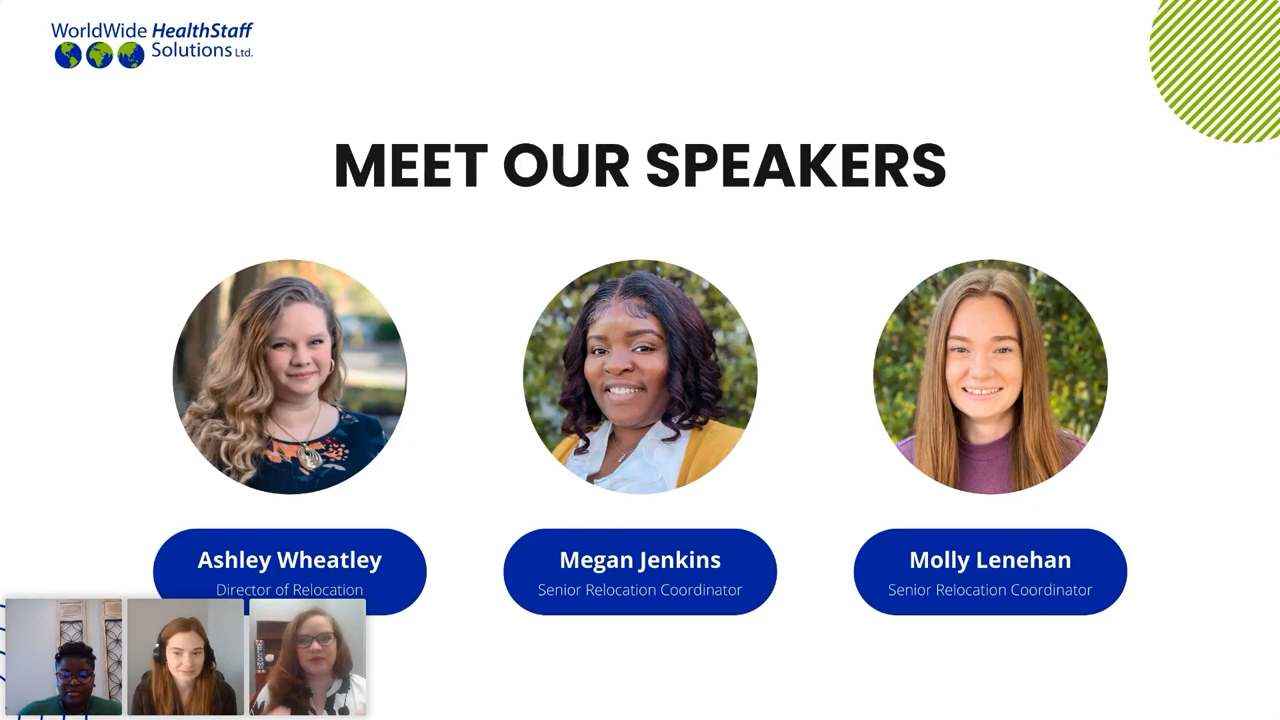 WorldWide HealthStaff
Solutions Ltd.
MEET OUR SPEAKERS
Ashley Wheatley
Director of Relocation
Megan Jenkins
Senior Relocation Coordinator
Molly Lenehan
Senior Relocation Coordinator
WELCOME